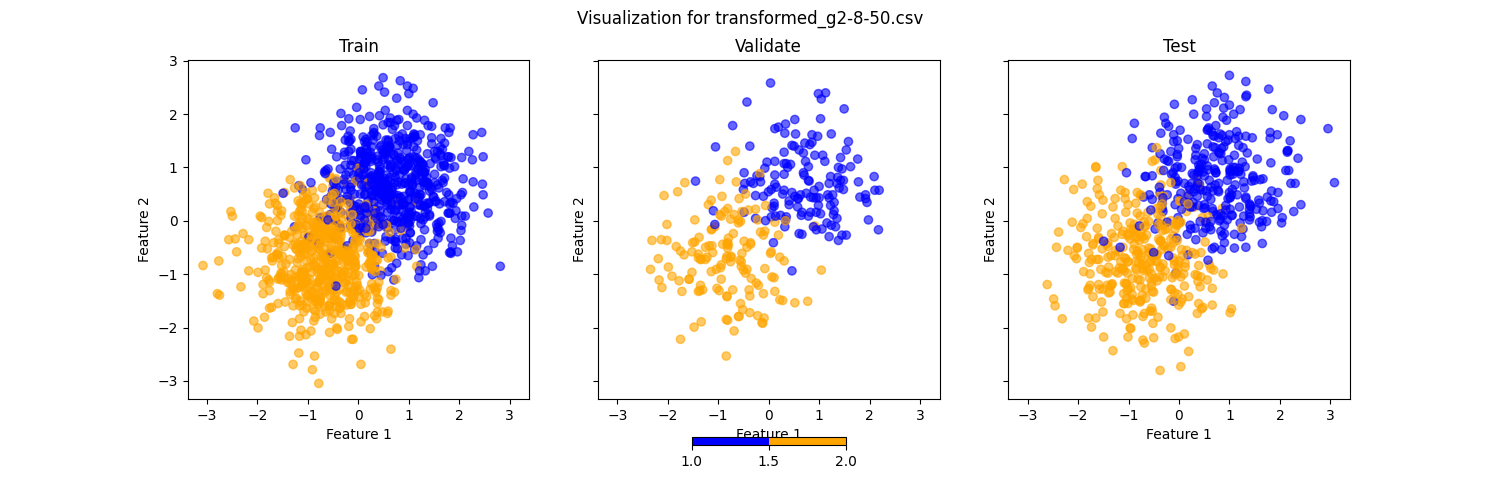 Visualization for transformed_g2-8-50.csv
Train
Validate
Test
3
2
1
0
−1
−2
−3
Feature 2
Feature 2
Feature 2
−3 −2 −1 0 1 2 3
−3 −2 −1 0 1 2 3
−3 −2 −1 0 1 2 3
Feature 1
Feature 1
Feature 1
1.0 1.5 2.0